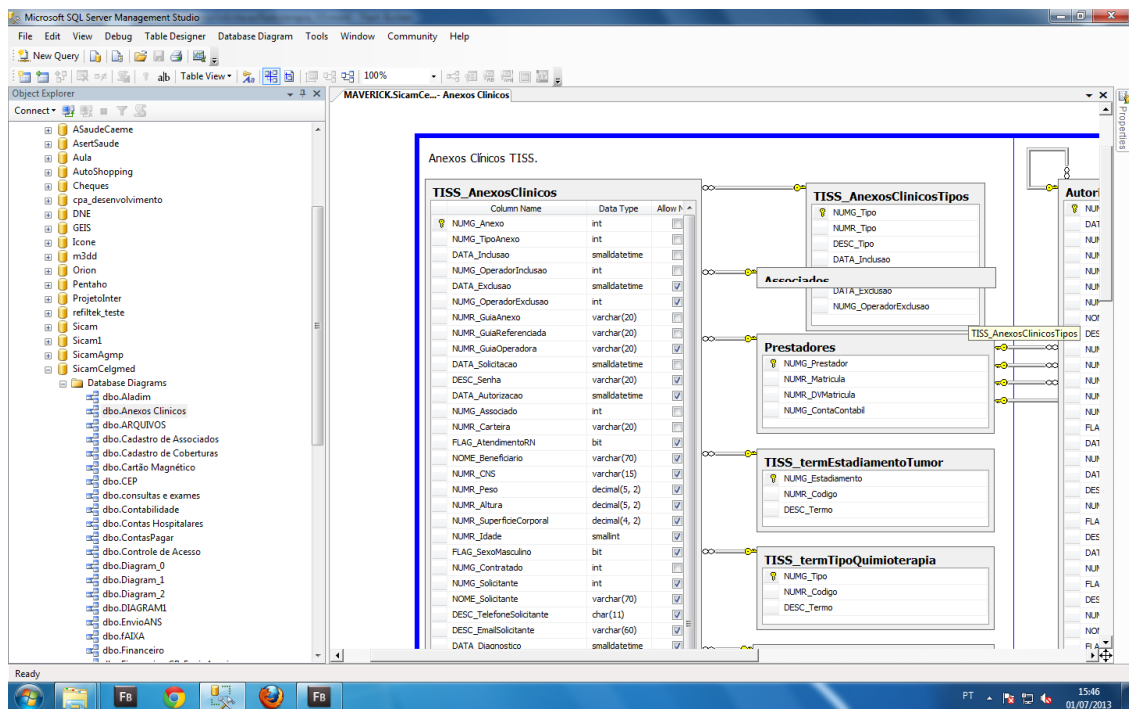 Microsoft SQL Server Management Studio
File Edit View Debug Table Designer Database Diagram Tools Window Community Help
New Query
Table View 100%
Object Explorer
MAVERICK.SicamCe...- Anexos Clinicos
Properties
Connect
ASaudeCaeme
AsertSaude
Aula
AutoShopping
Cheques
cpa_desenvolvimento
DNE
GEIS
Icone
m3dd
Orion
Pentaho
ProjetoInter
refiltek_teste
Sicam
Sicam1
SicamAgmp
SicamCelgmed
Database Diagrams
dbo.Aladim
dbo.Anexos Clinicos
dbo.ARQUIVOS
dbo.Cadastro de Associados
dbo.Cadastro de Coberturas
dbo.Cartão Magnético
dbo.CEP
dbo.consultas e exames
dbo.Contabilidade
dbo.Contas Hospitalares
dbo.ContasPagar
dbo.Controle de Acesso
dbo.Diagram_0
dbo.Diagram_1
dbo.Diagram_2
dbo.DIAGRAM1
dbo.EnvioANS
dbo.fAIXA
dbo.Financeiro
Anexos Clínicos TISS.
TISS_AnexosClinicos
Column Name Data Type Allow N
NUMG_Anexo int
NUMG_TipoAnexo int
DATA_Inclusao smalldatetime
NUMG_OperadorInclusao int
DATA_Exclusao smalldatetime
NUMG_OperadorExclusao int
NUMR_GuiaAnexo varchar(20)
NUMR_GuiaReferenciada varchar(20)
NUMR_GuiaOperadora varchar(20)
DATA_Solicitacao smalldatetime
DESC_Senha varchar(20)
DATA_Autorizacao smalldatetime
NUMG_Associado int
NUMR_Carteira varchar(20)
FLAG_AtendimentoRN bit
NOME_Beneficiario varchar(70)
NUMR_CNS varchar(15)
NUMR_Peso decimal(5, 2)
NUMR_Altura decimal(5, 2)
NUMR_SuperficieCorporal decimal(4, 2)
NUMR_Idade smallint
FLAG_SexoMasculino bit
NUMG_Contratado int
NUMG_Solicitante int
NOME_Solicitante varchar(70)
DESC_TelefoneSolicitante char(11)
DESC_EmailSolicitante varchar(60)
DATA_Diagnostico smalldatetime
TISS_AnexosClinicosTipos
NUMG_Tipo
NUMR_Tipo
DESC_Tipo
DATA_Inclusao
Associados
DATA_Exclusao
NUMG_OperadorExclusao
TISS_AnexosClinicosTipos
Prestadores
NUMG_Prestador
NUMR_Matricula
NUMR_DVMatricula
NUMG_ContaContabil
TISS_termEstadiamentoTumor
NUMG_Estadiamento
NUMR_Codigo
DESC_Termo
TISS_termTipoQuimioterapia
NUMG_Tipo
NUMR_Codigo
DESC_Termo
Autori
Ready
FB
FB
PT
15:46
01/07/2013